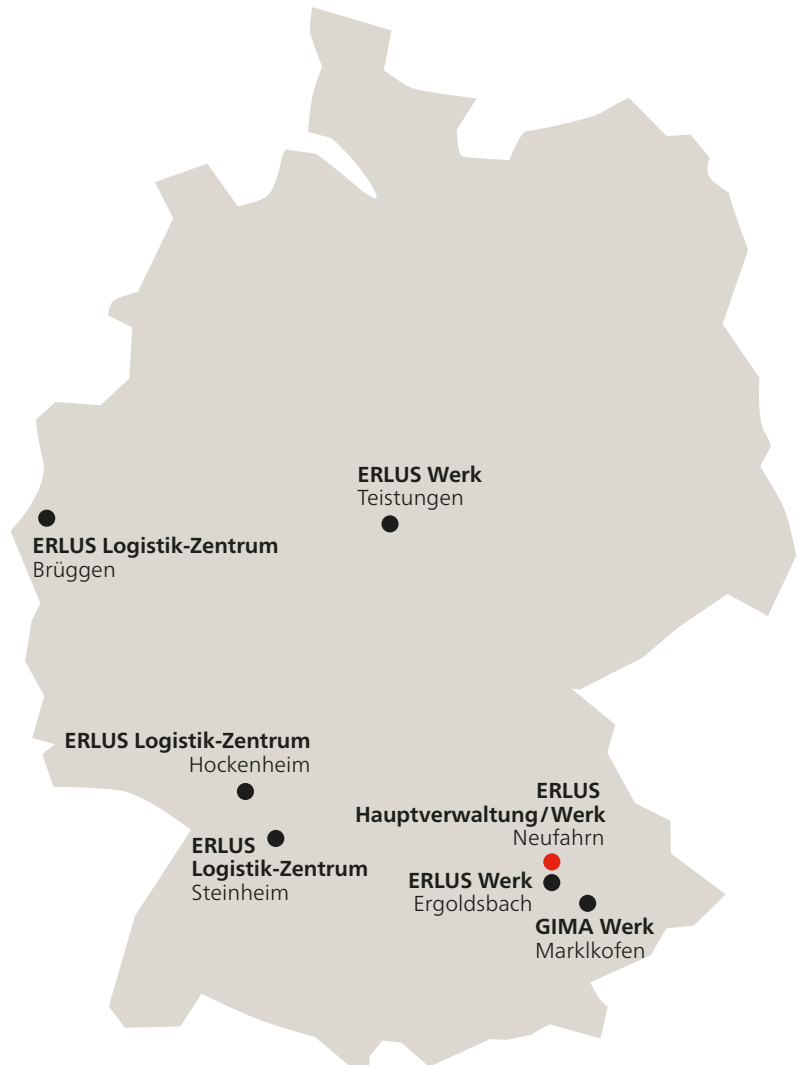 ERLUS Werk
Teistungen
ERLUS Logistik-Zentrum
Brüggen
ERLUS Logistik-Zentrum
Hockenheim
ERLUS
Logistik-Zentrum
Steinheim
ERLUS
Hauptverwaltung/Werk
Neufahrn
ERLUS Werk
Ergoldsbach
GIMA Werk
Marklkofen